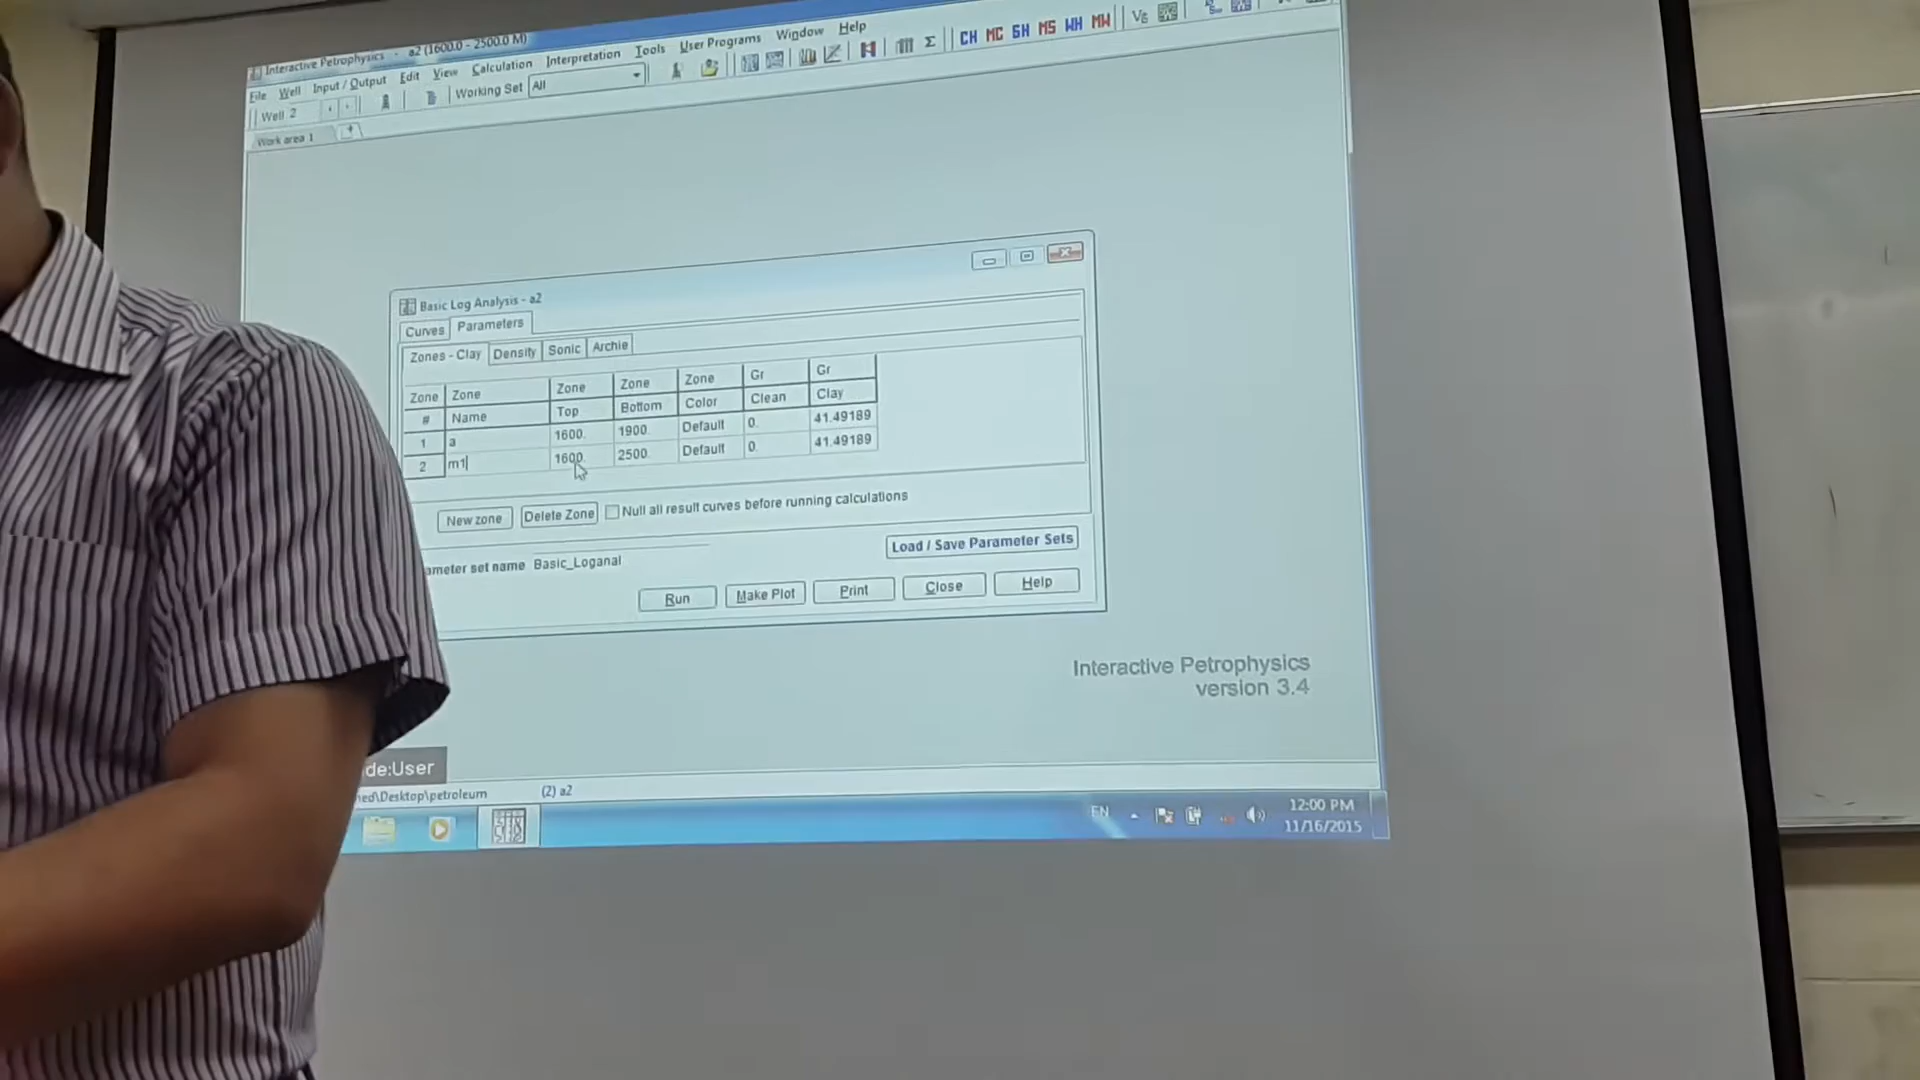 Interactive Petrophysics - a2 (1600.0 - 2500.0 M)
File Well Input / Output Edit View Calculation Interpretation Tools User Programs Window Help
Well 2 Working Set All Σ CH MC MS WH MW
Work area 1
Basic Log Analysis - a2
Curves Parameters
Zones - Clay Density Sonic Archie
Zone Zone Zone Zone Zone Gr Gr
# Name Top Bottom Color Clean Clay
1 a 1600. 1900. Default 0. 41.49189
2 m1 1600. 2500. Default 0. 41.49189
New zone Delete Zone Null all result curves before running calculations
Load / Save Parameter Sets
ameter set name Basic_Loganal
Run Make Plot Print Close Help
Interactive Petrophysics
version 3.4
de:User
ned\Desktop\petroleum (2) a2
EN 12:00 PM
11/16/2015